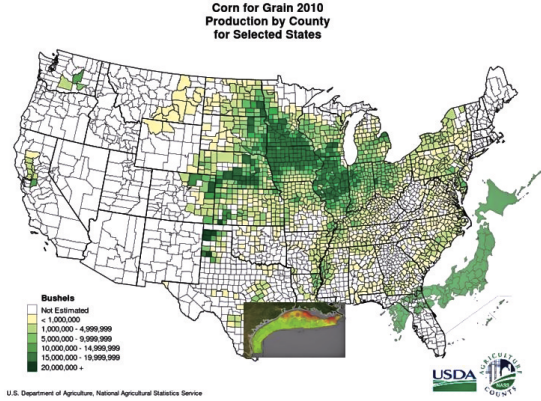 Corn for Grain 2010
Production by County
for Selected States
Bushels
Not Estimated
< 1,000,000
1,000,000 - 4,999,999
5,000,000 - 9,999,999
10,000,000 - 14,999,999
15,000,000 - 19,999,999
20,000,000 +
USDA
AGRICULTURE
NASS
COUNTS
U.S. Department of Agriculture, National Agricultural Statistics Service